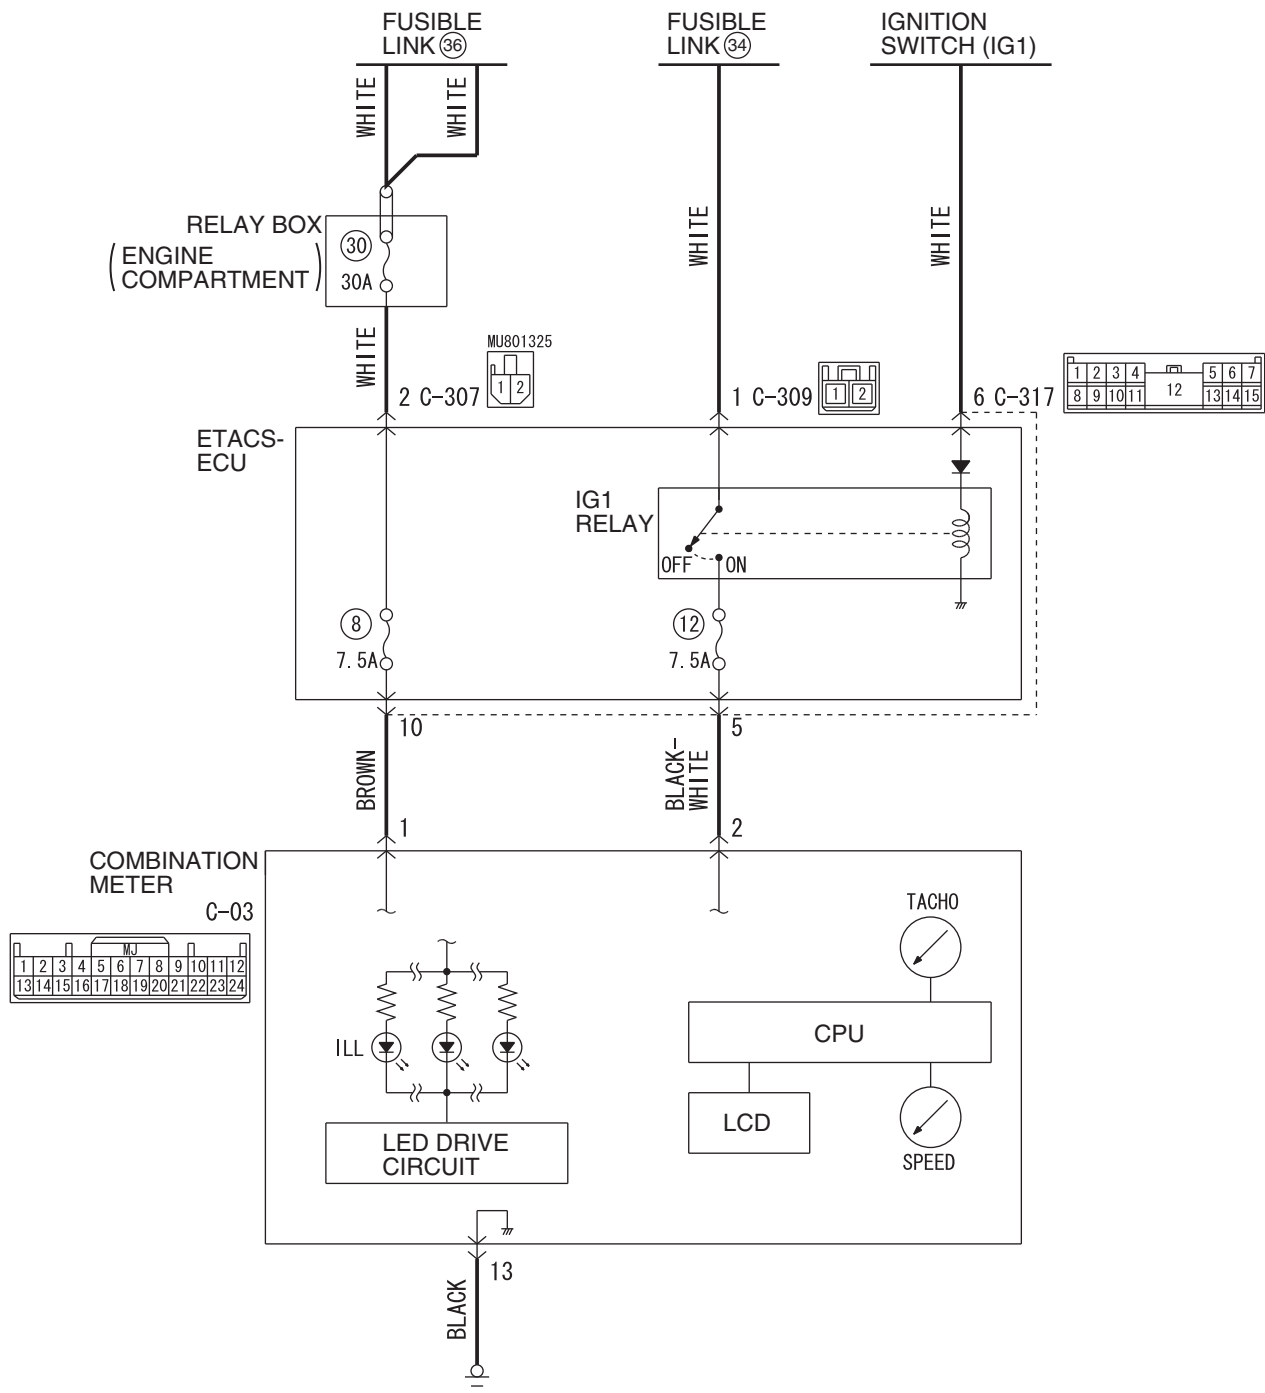 FUSIBLE
LINK 36
FUSIBLE
LINK 34
IGNITION
SWITCH (IG1)
WHITE
WHITE
WHITE
WHITE
RELAY BOX
(ENGINE
COMPARTMENT)
30
30A
WHITE
MU801325
1 2
2 C-307
1 C-309
1 2
6 C-317
1 2 3 4 5 6 7
8 9 10 11 12 13 14 15
ETACS-
ECU
IG1
RELAY
OFF ON
8
7.5A
12
7.5A
10
5
BROWN
BLACK-
WHITE
1
2
COMBINATION
METER
C-03
MJ
1 2 3 4 5 6 7 8 9 10 11 12
13 14 15 16 17 18 19 20 21 22 23 24
TACHO
CPU
ILL
LCD
LED DRIVE
CIRCUIT
SPEED
13
BLACK